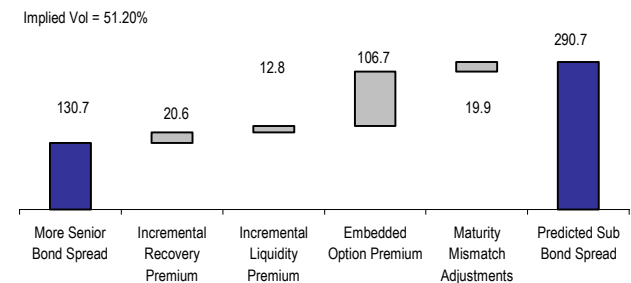 Implied Vol = 51.20%
130.7
20.6
12.8
106.7
19.9
290.7
More Senior
Bond Spread
Incremental
Recovery
Premium
Incremental
Liquidity
Premium
Embedded
Option Premium
Maturity
Mismatch
Adjustments
Predicted Sub
Bond Spread